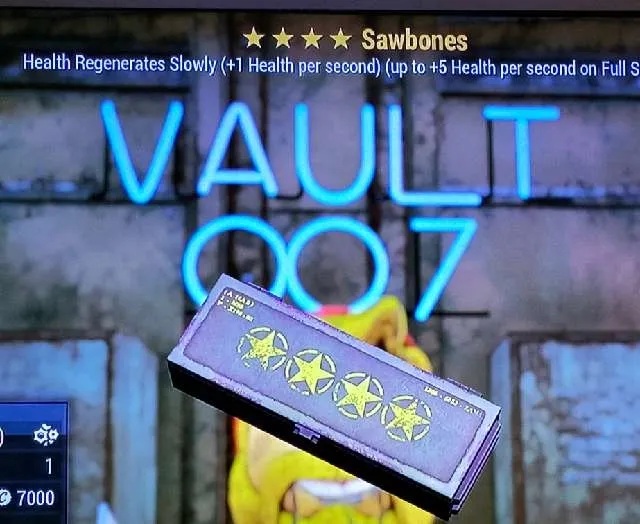 Sawbones
Health Regenerates Slowly (+1 Health per second) (up to +5 Health per second on Full S
VAULT
007
)
1
7000